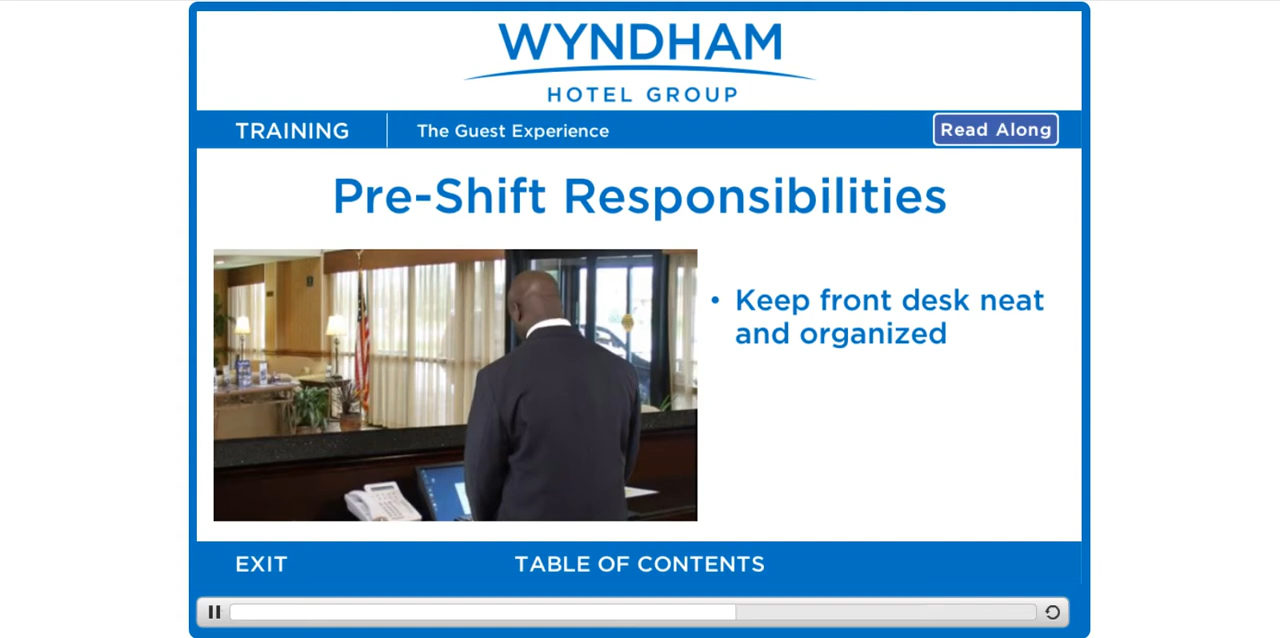 WYNDHAM
HOTEL GROUP
TRAINING
The Guest Experience
Read Along
Pre-Shift Responsibilities
• Keep front desk neat
and organized
EXIT
TABLE OF CONTENTS